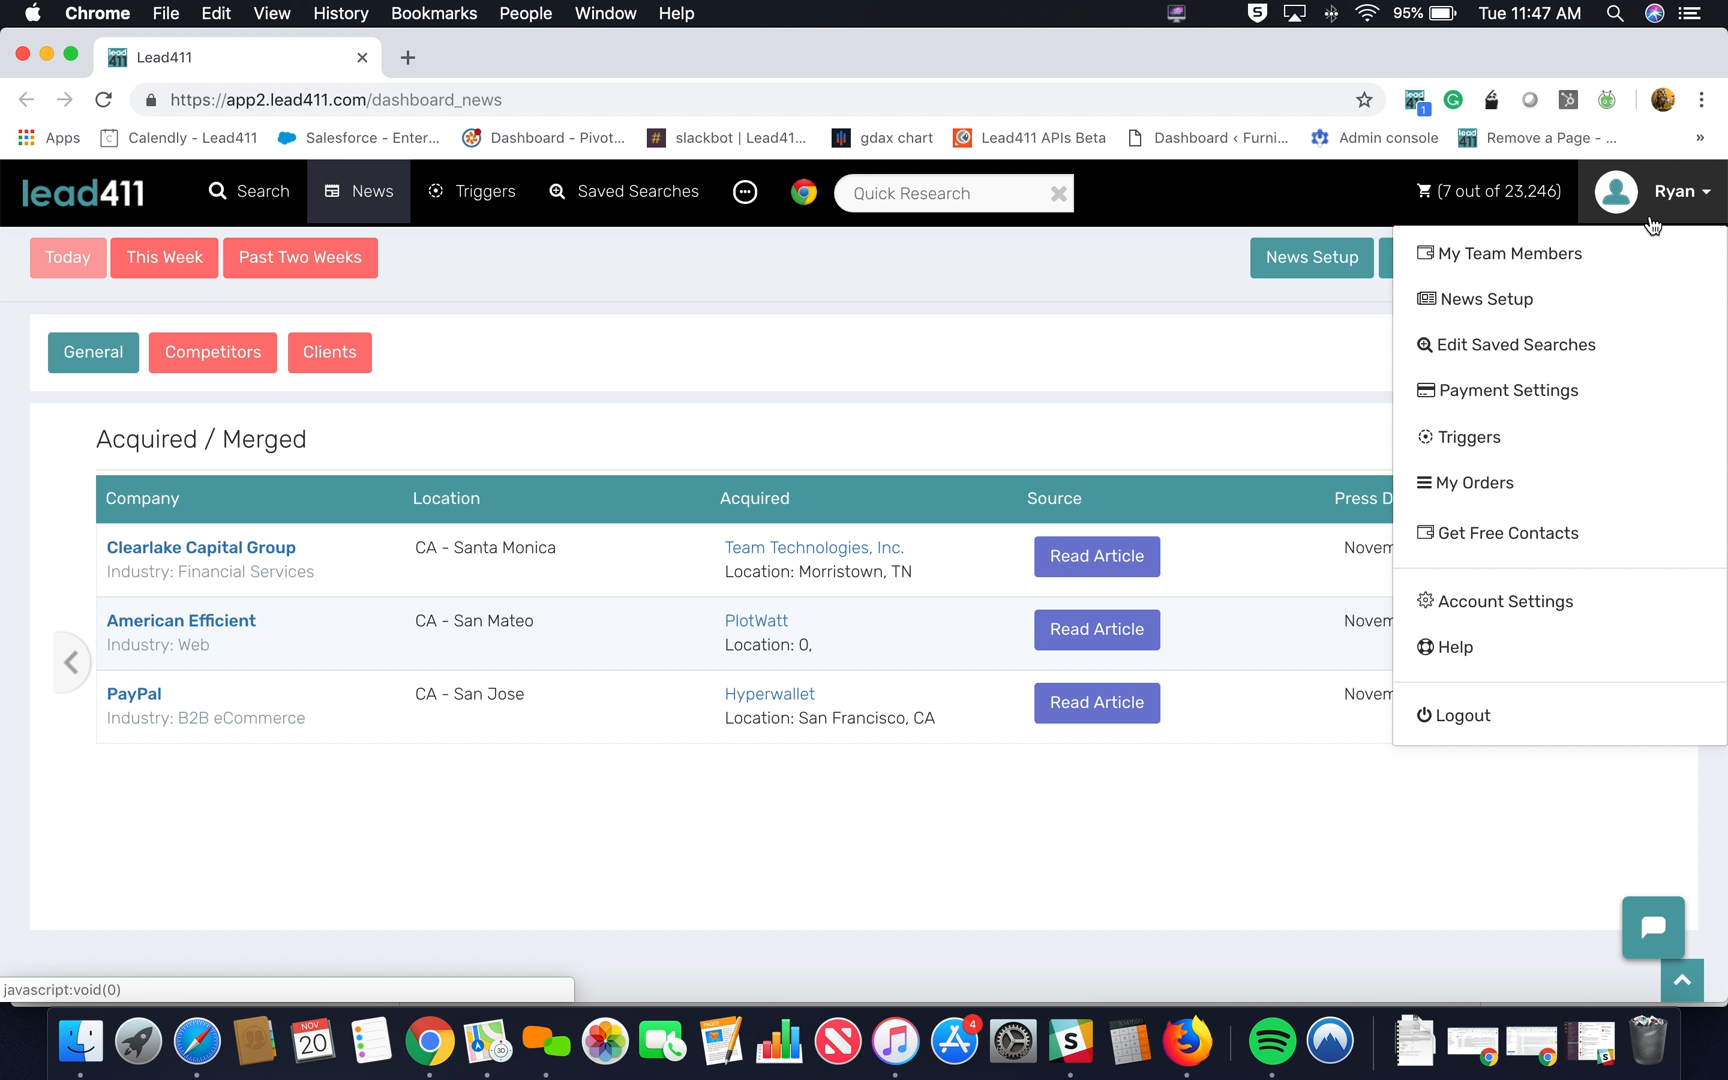 Chrome File Edit View History Bookmarks People Window Help
95% Tue 11:47 AM
lead 411 Lead411
https://app2.lead411.com/dashboard_news
1
Apps Calendly - Lead411 Salesforce - Enter... Dashboard - Pivot... slackbot | Lead41... gdax chart Lead411 APIs Beta Dashboard ‹ Furni... Admin console Remove a Page - ... »
lead411 Search News Triggers Saved Searches Quick Research (7 out of 23,246) Ryan
Today This Week Past Two Weeks News Setup
General Competitors Clients
My Team Members
News Setup
Edit Saved Searches
Payment Settings
Triggers
My Orders
Get Free Contacts
Account Settings
Help
Logout
Acquired / Merged
Company Location Acquired Source Press D
Clearlake Capital Group CA - Santa Monica Team Technologies, Inc. Read Article Novem
Industry: Financial Services Location: Morristown, TN
American Efficient CA - San Mateo PlotWatt Read Article Novem
Industry: Web Location: 0,
PayPal CA - San Jose Hyperwallet Read Article Novem
Industry: B2B eCommerce Location: San Francisco, CA
javascript:void(0)
NOV
20
3D
PAGES
4